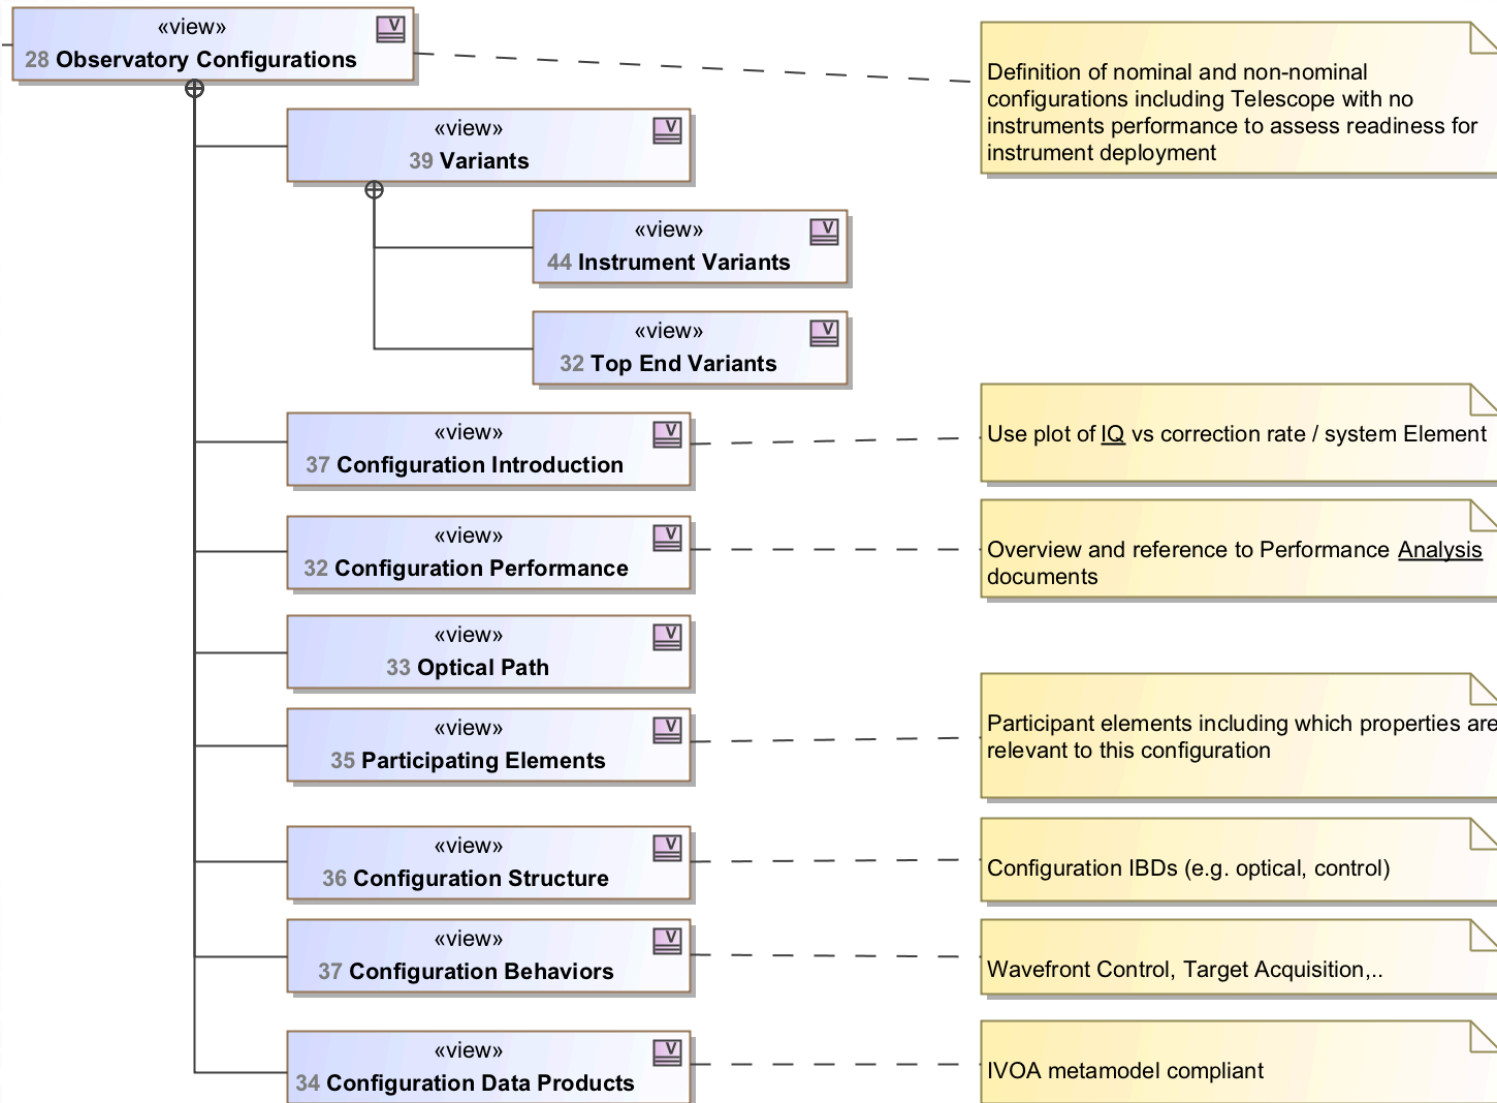 «view»
V
28 Observatory Configurations
Definition of nominal and non-nominal
configurations including Telescope with no
instruments performance to assess readiness for
instrument deployment
«view»
V
39 Variants
«view»
V
44 Instrument Variants
«view»
V
32 Top End Variants
«view»
V
37 Configuration Introduction
Use plot of IQ vs correction rate / system Element
«view»
V
32 Configuration Performance
Overview and reference to Performance Analysis
documents
«view»
V
33 Optical Path
«view»
V
35 Participating Elements
Participant elements including which properties are
relevant to this configuration
«view»
V
36 Configuration Structure
Configuration IBDs (e.g. optical, control)
«view»
V
37 Configuration Behaviors
Wavefront Control, Target Acquisition,..
«view»
V
34 Configuration Data Products
IVOA metamodel compliant